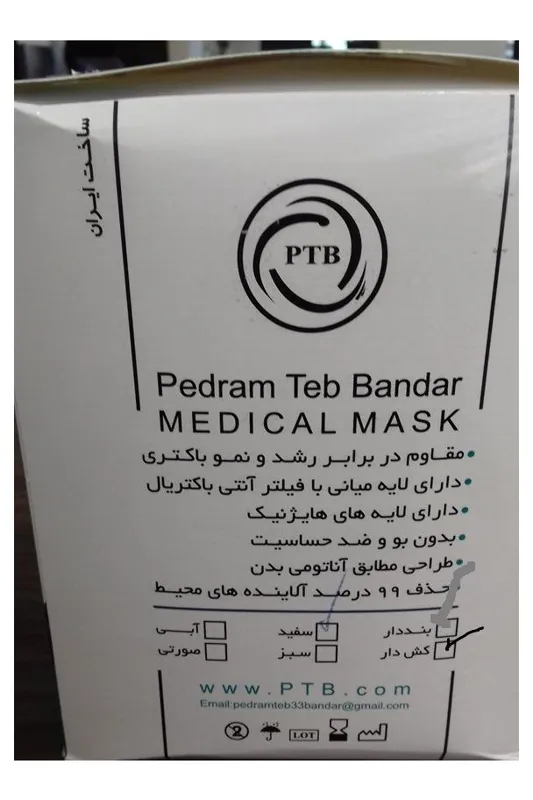 ساخت ایران
PTB
Pedram Teb Bandar
MEDICAL MASK
•مقاوم در برابر رشد و نمو باکتری
•دارای لایه میانی با فیلتر آنتی باکتریال
•دارای لایه های هایژنیک
•بدون بو و ضد حساسیت
•طراحی مطابق آناتومی بدن
•حذف ۹۹ درصد آلاینده های محیط
بنددار سفید آبی
کش دار سبز صورتی
www.PTB.com
Email:pedramteb33bandar@gmail.com
2 LOT